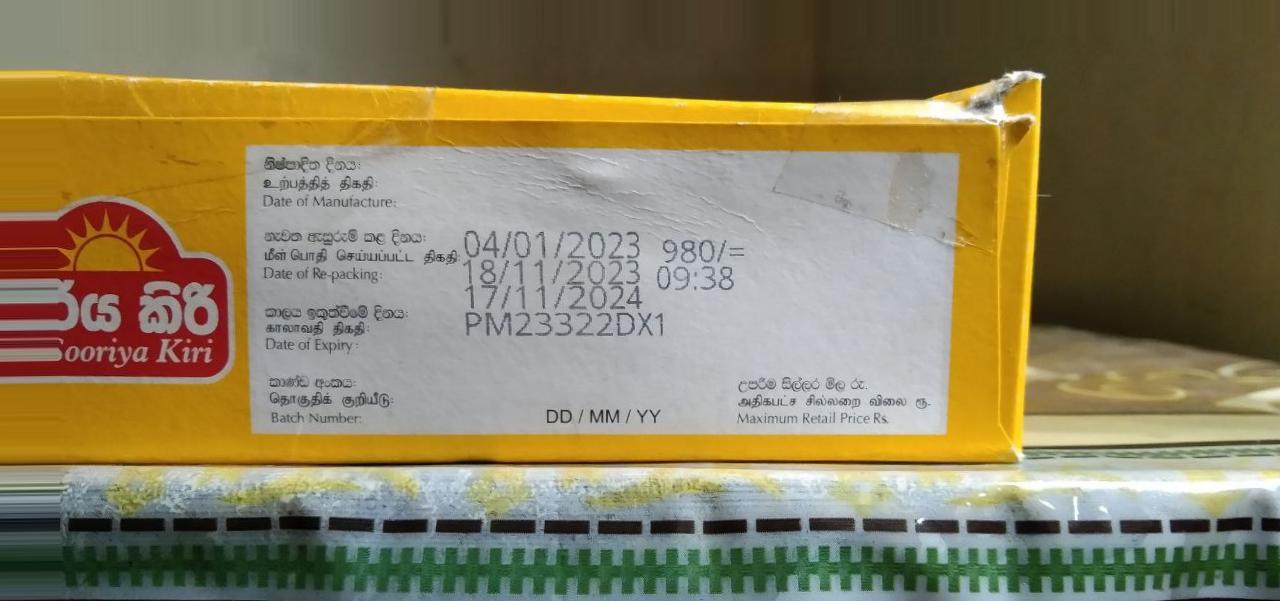 නිෂ්පාදිත දිනය:
உற்பத்தித் திகதி:
Date of Manufacture:
නැවත ඇසුරුම් කළ දිනය:
மீள் பொதி செய்யப்பட்ட திகதி:
Date of Re-packing:
04/01/2023 980/=
18/11/2023 09:38
17/11/2024
PM23322DX1
කාලය ඉකුත්වීමේ දිනය:
காலாவதி திகதி:
Date of Expiry:
කාණ්ඩ අංකය:
தொகுதிக் குறியீடு:
Batch Number:
DD / MM / YY
උපරිම සිල්ලර මිල රු.
அதிகபட்ச சில்லறை விலை ரூ.
Maximum Retail Price Rs.
කිරි
Sooriya Kiri